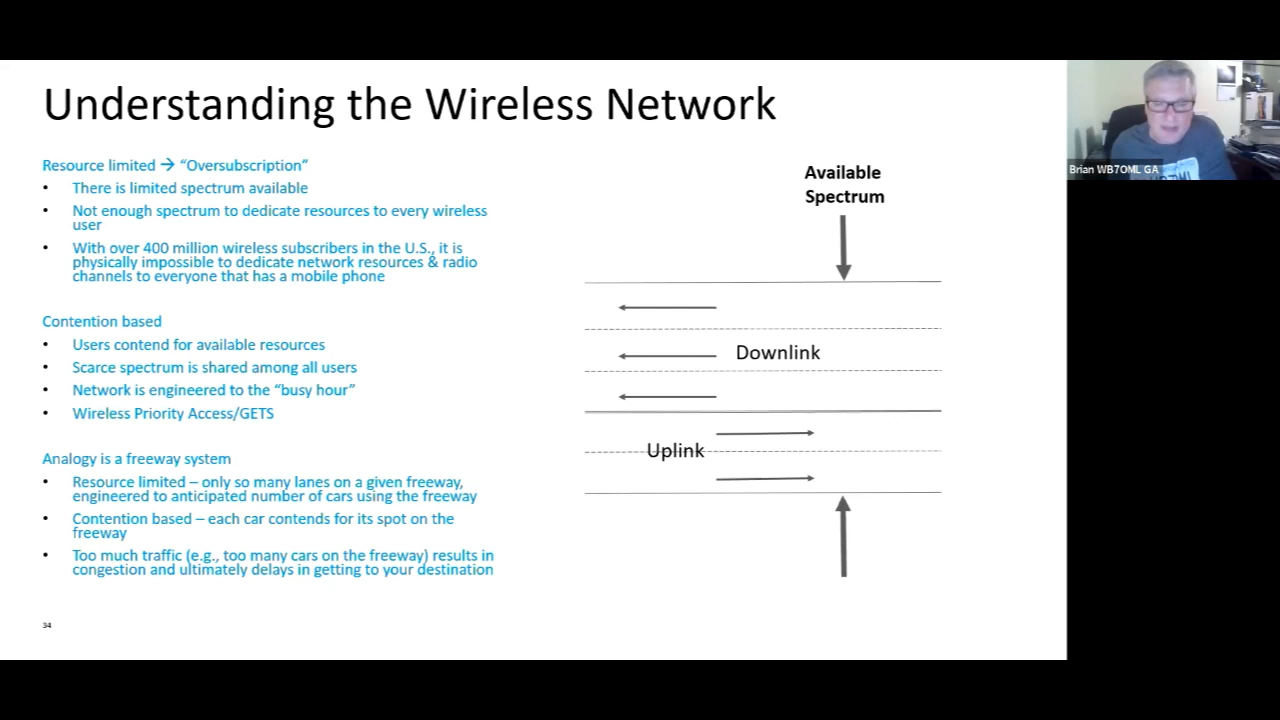 Understanding the Wireless Network
Resource limited → “Oversubscription”
• There is limited spectrum available
• Not enough spectrum to dedicate resources to every wireless
user
• With over 400 million wireless subscribers in the U.S., it is
physically impossible to dedicate network resources & radio
channels to everyone that has a mobile phone
Contention based
• Users contend for available resources
• Scarce spectrum is shared among all users
• Network is engineered to the “busy hour”
• Wireless Priority Access/GETS
Analogy is a freeway system
• Resource limited – only so many lanes on a given freeway,
engineered to anticipated number of cars using the freeway
• Contention based – each car contends for its spot on the
freeway
• Too much traffic (e.g., too many cars on the freeway) results in
congestion and ultimately delays in getting to your destination
34
Available
Spectrum
Downlink
Uplink
Brian WB7OML GA